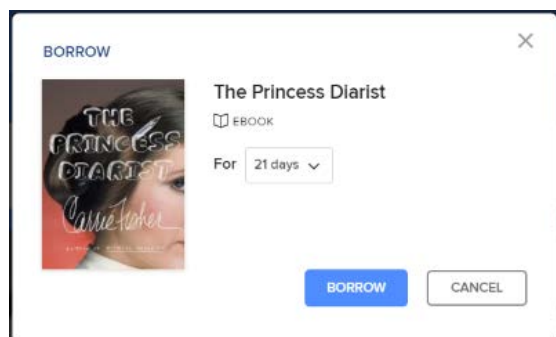 BORROW
The Princess Diarist
EBOOK
For 21 days
THE
PRINCESS
DIARIST
Carrie Fisher
BORROW
CANCEL